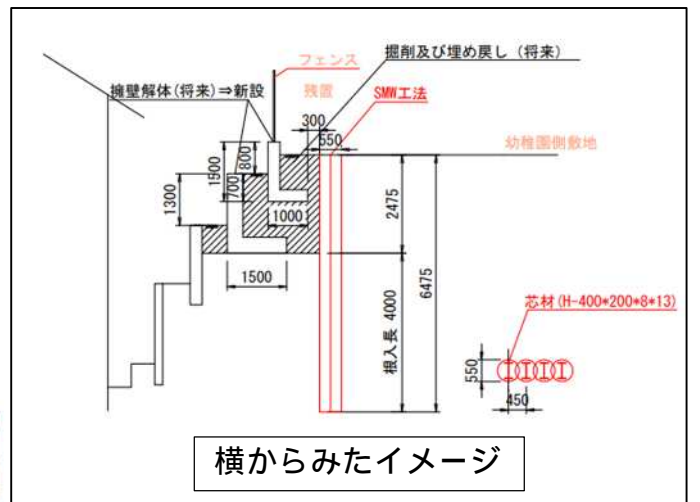 掘削及び埋め戻し (将来)
フェンス
擁壁解体(将来)⇒新設
残置
SMW工法
300
550
幼稚園側敷地
1500
800
700
1300
1000
2475
1500
根入長 4000
6475
芯材(H-400*200*8*13)
550
450
横からみたイメージ